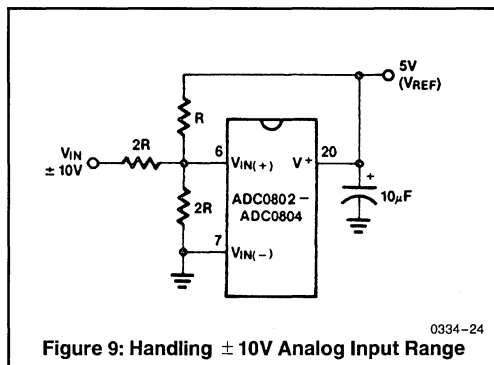 5V
(VREF)
R
VIN
± 10V
2R
6
VIN(+)
V+
20
+
10μF
2R
ADC0802–
ADC0804
7
VIN(–)
0334–24
Figure 9: Handling ± 10V Analog Input Range